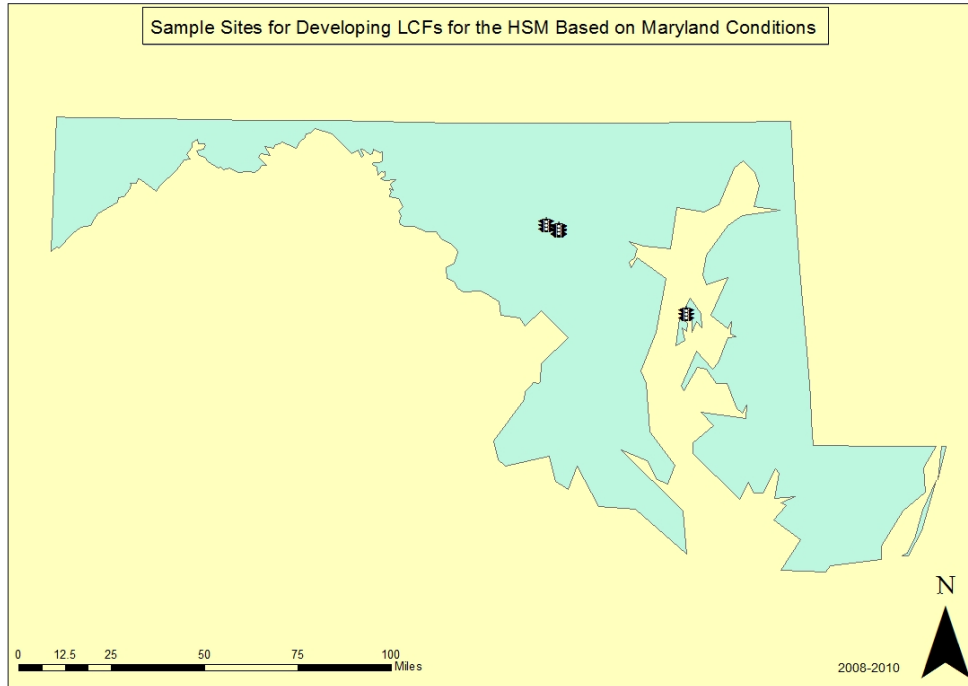 Sample Sites for Developing LCFs for the HSM Based on Maryland Conditions
N
0 12.5 25 50 75 100
Miles
2008-2010